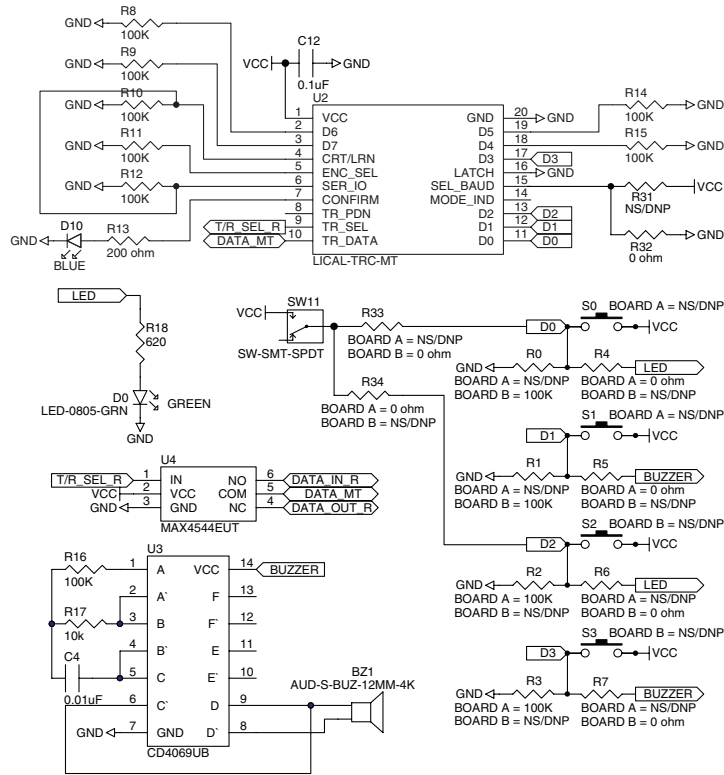 R8
GND
100K
R9
GND
100K
R10
GND
100K
R11
GND
100K
R12
GND
100K
D10
R13
GND
BLUE
200 ohm
C12
VCC
GND
0.1uF
U2
1 VCC
2 D6
3 D7
4 CRT/LRN
5 ENC_SEL
6 SER_IO
7 CONFIRM
8 TR_PDN
T/R_SEL_R 9 TR_SEL
DATA_MT 10 TR_DATA
GND 20 GND
D5 19
D4 18
D3 17 D3
LATCH 16 GND
SEL_BAUD 15
MODE_IND 14
D2 13 D2
D1 12 D1
D0 11 D0
LICAL-TRC-MT
R14
GND
100K
R15
GND
100K
R31
VCC
NS/DNP
R32
GND
0 ohm
LED
R18
620
D0
GREEN
LED-0805-GRN
GND
SW11
VCC
SW-SMT-SPDT
R33
BOARD A = NS/DNP
BOARD B = 0 ohm
R34
BOARD A = 0 ohm
BOARD B = NS/DNP
S0 BOARD A = NS/DNP
D0
VCC
R0
R4
GND
LED
BOARD A = NS/DNP
BOARD B = 100K
BOARD A = 0 ohm
BOARD B = NS/DNP
S1 BOARD A = NS/DNP
D1
VCC
R1
R5
GND
BUZZER
BOARD A = NS/DNP
BOARD B = 100K
BOARD A = 0 ohm
BOARD B = NS/DNP
S2 BOARD B = NS/DNP
D2
VCC
R2
R6
GND
LED
BOARD A = 100K
BOARD B = NS/DNP
BOARD A = NS/DNP
BOARD B = 0 ohm
S3 BOARD B = NS/DNP
D3
VCC
R3
R7
GND
BUZZER
BOARD A = 100K
BOARD B = NS/DNP
BOARD A = NS/DNP
BOARD B = 0 ohm
U4
T/R_SEL_R 1 IN NO 6 DATA_IN_R
VCC 2 VCC COM 5 DATA_MT
GND 3 GND NC 4 DATA_OUT_R
MAX4544EUT
U3
R16
100K
R17
10k
C4
0.01uF
1 A VCC 14 BUZZER
2 A` F 13
3 B F` 12
4 B` E 11
5 C E` 10
6 C` D 9
GND 7 GND D` 8
CD4069UB
BZ1
AUD-S-BUZ-12MM-4K